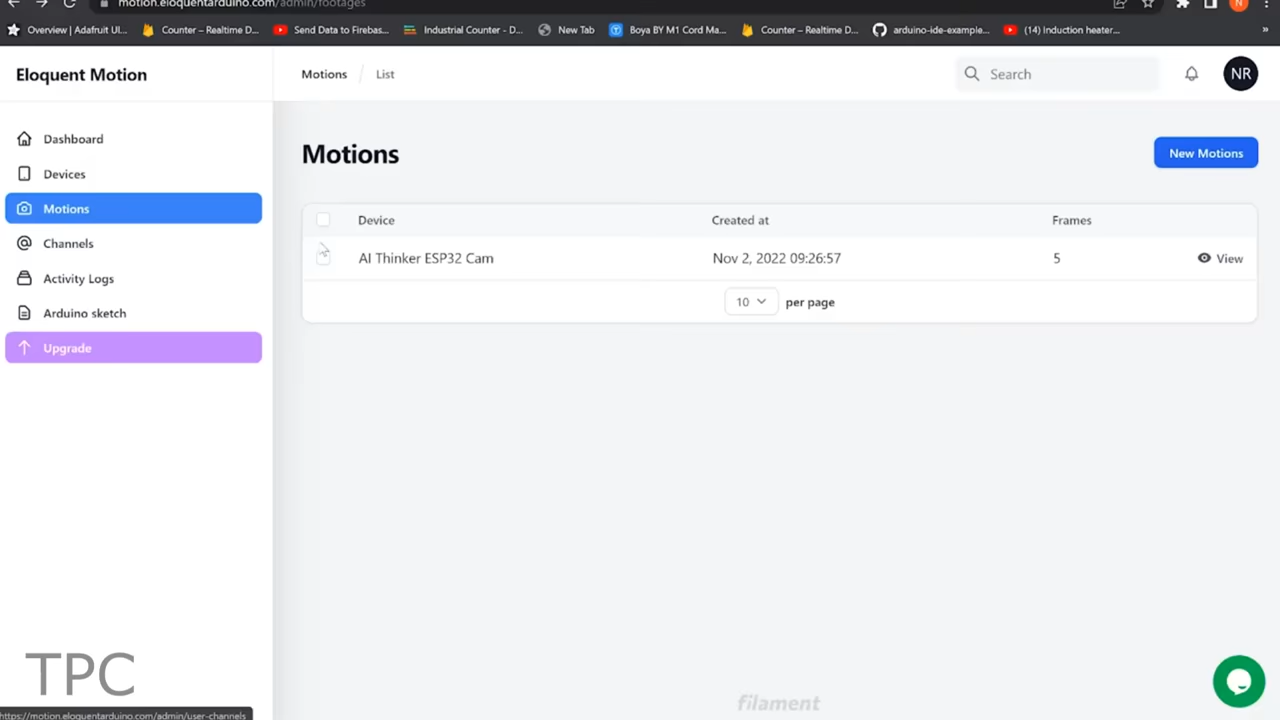 motion.eloquentarduino.com/admin/footages
Overview | Adafruit UI... Counter – Realtime D... Send Data to Firebas... Industrial Counter - D... New Tab Boya BY M1 Cord Ma... Counter – Realtime D... arduino-ide-example... (14) Induction heater... »
Eloquent Motion
Motions List
Search
NR
Dashboard
Devices
Motions
Channels
Activity Logs
Arduino sketch
Upgrade
Motions
New Motions
Device Created at Frames
AI Thinker ESP32 Cam Nov 2, 2022 09:26:57 5 View
10 per page
TPC
filament
https://motion.eloquentarduino.com/admin/user-channels